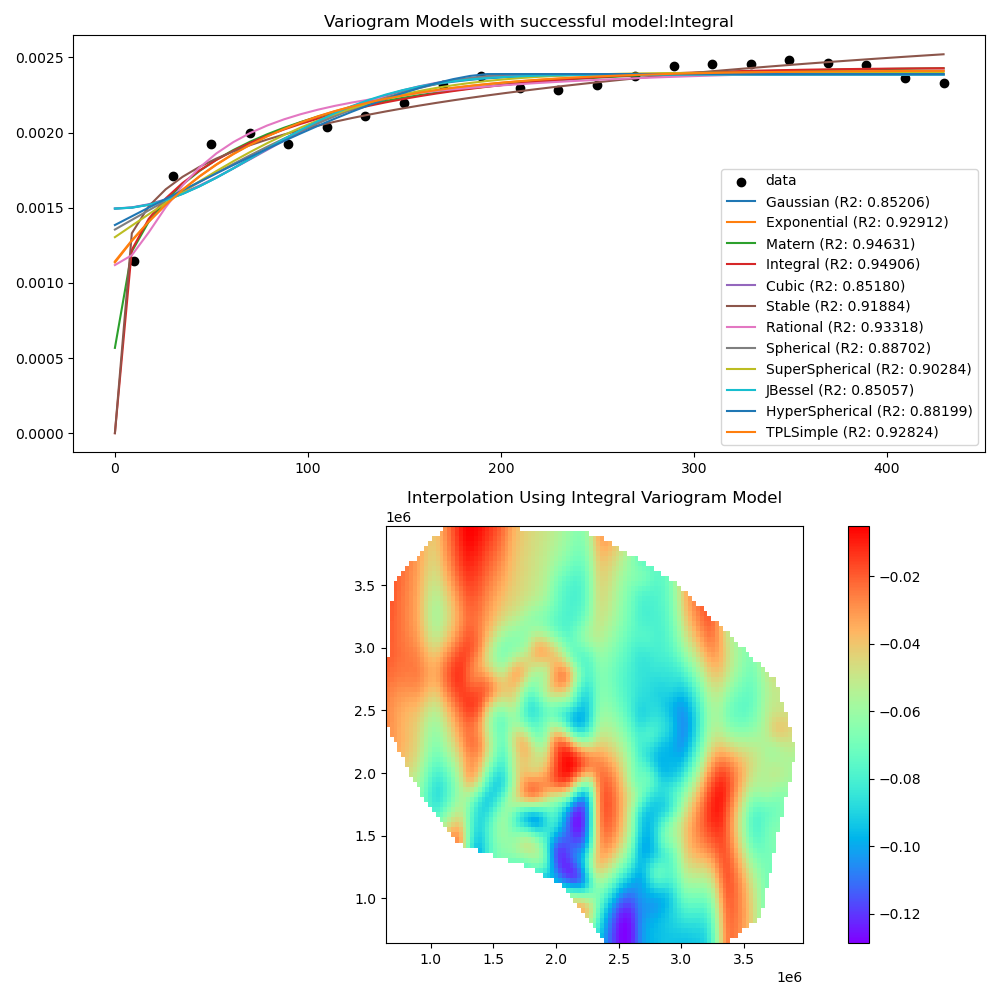 Variogram Models with successful model:Integral
0.0025
0.0020
0.0015
0.0010
0.0005
0.0000
data
Gaussian (R2: 0.85206)
Exponential (R2: 0.92912)
Matern (R2: 0.94631)
Integral (R2: 0.94906)
Cubic (R2: 0.85180)
Stable (R2: 0.91884)
Rational (R2: 0.93318)
Spherical (R2: 0.88702)
SuperSpherical (R2: 0.90284)
JBessel (R2: 0.85057)
HyperSpherical (R2: 0.88199)
TPLSimple (R2: 0.92824)
0 100 200 300 400
Interpolation Using Integral Variogram Model
1e6
3.5
3.0
2.5
2.0
1.5
1.0
1.0 1.5 2.0 2.5 3.0 3.5
1e6
−0.02
−0.04
−0.06
−0.08
−0.10
−0.12